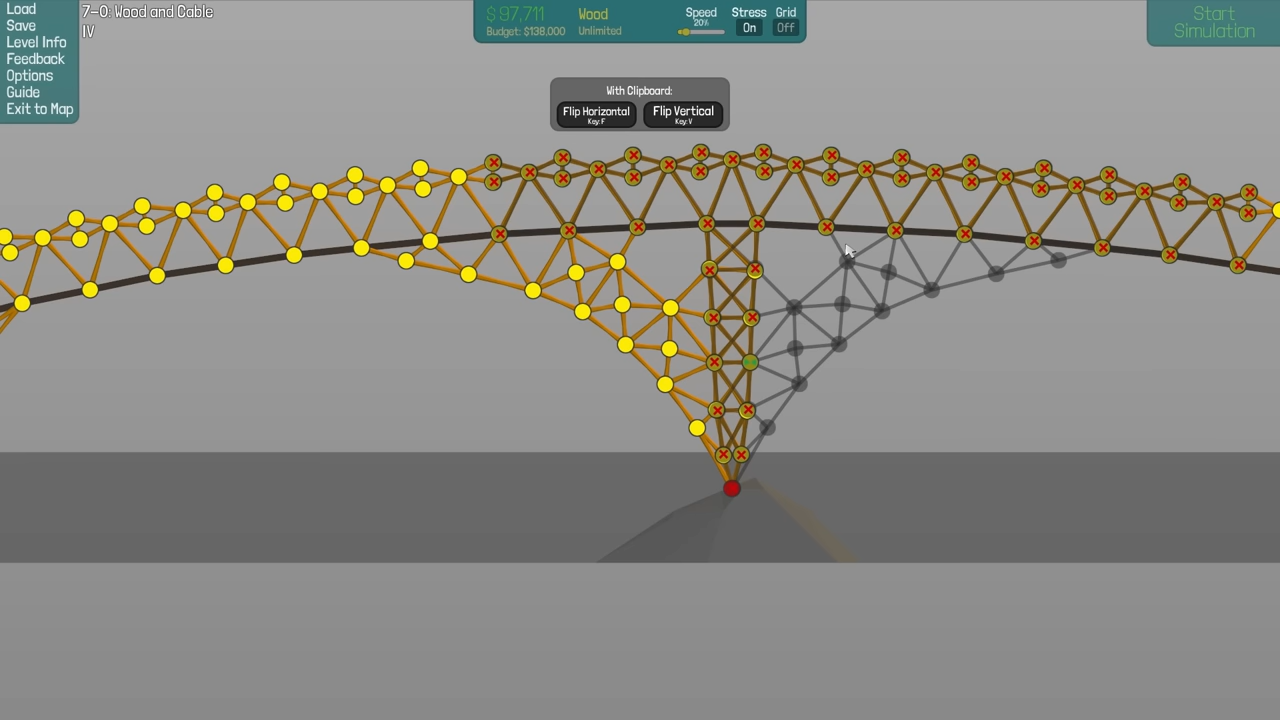 Load
Save
Level Info
Feedback
Options
Guide
Exit to Map
7-0: Wood and Cable
IV
$ 97,711
Budget: $138,000
Wood
Unlimited
Speed
20%
Stress
On
Grid
Off
Start
Simulation
With Clipboard:
Flip Horizontal
Key: F
Flip Vertical
Key: V